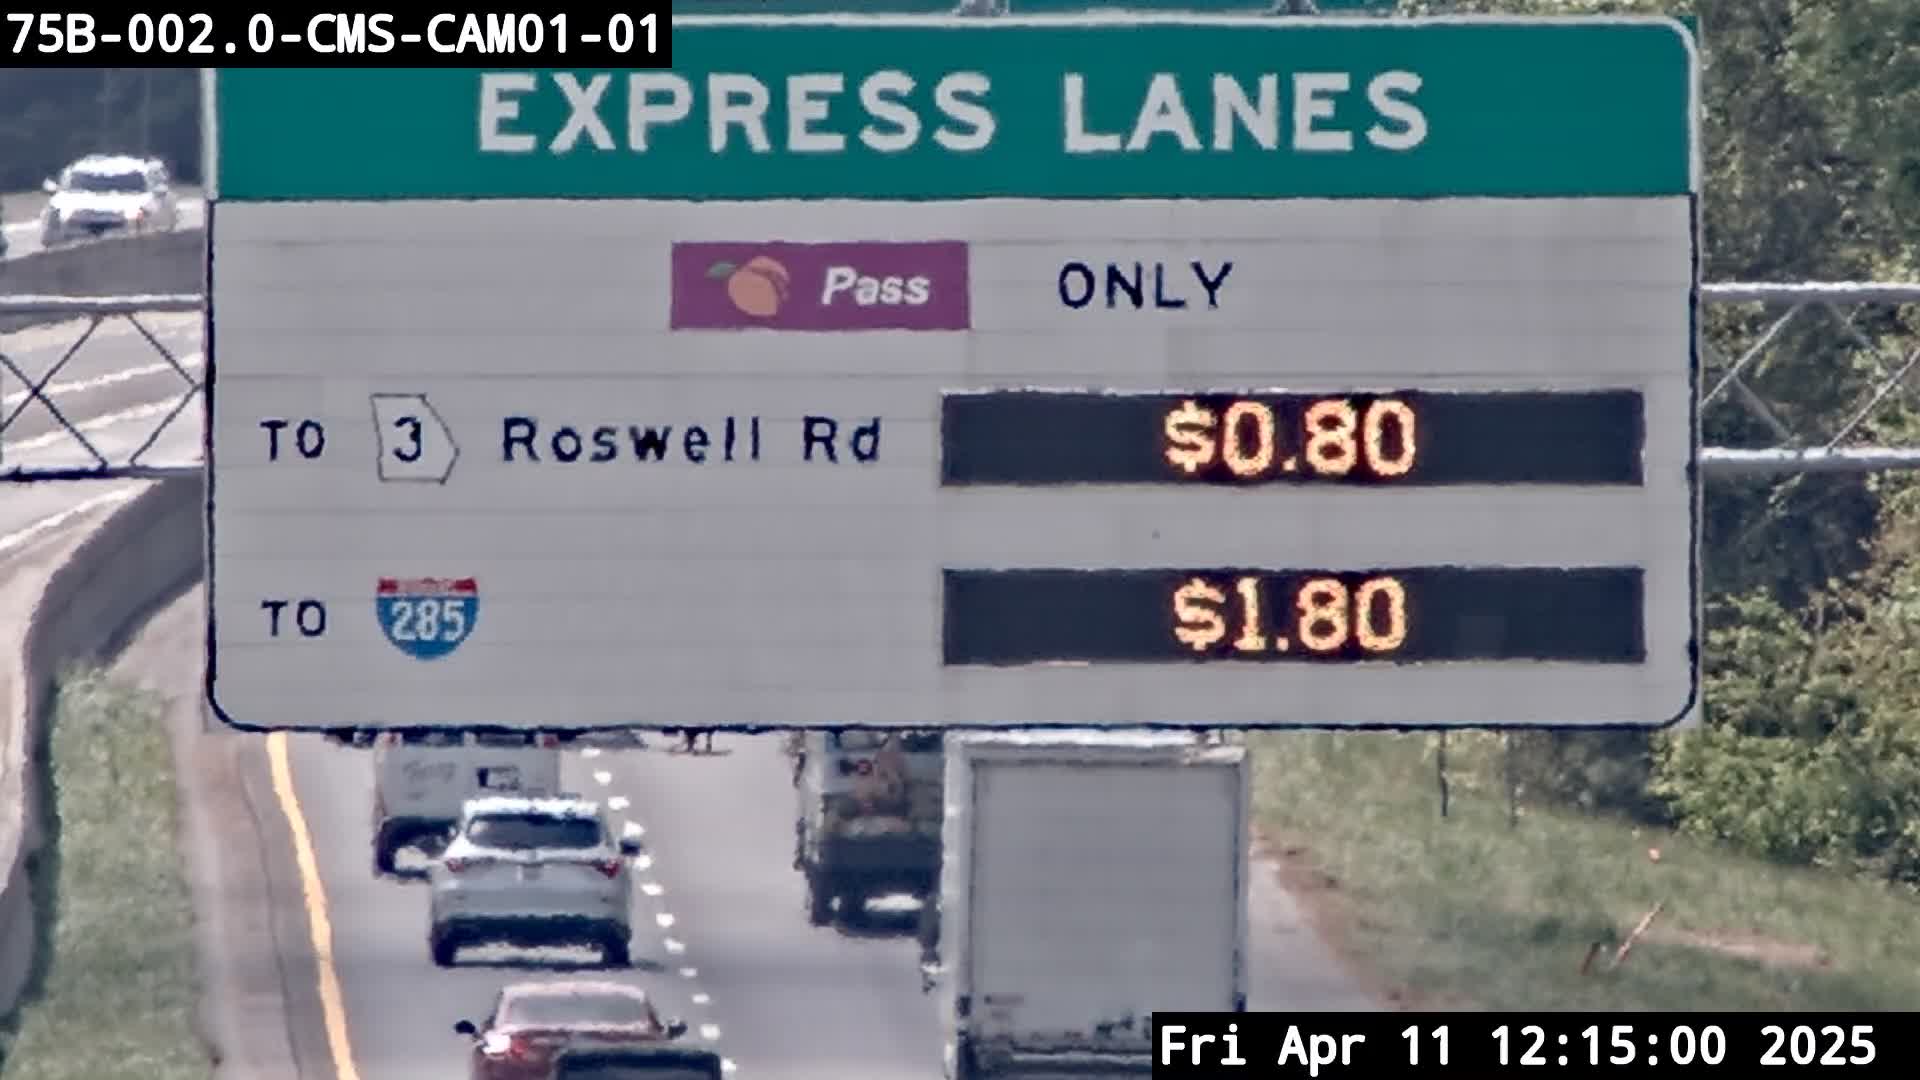 75B-002.0-CMS-CAM01-01
EXPRESS LANES
Pass ONLY
TO 3 Roswell Rd $0.80
TO 285 $1.80
Fri Apr 11 12:15:00 2025